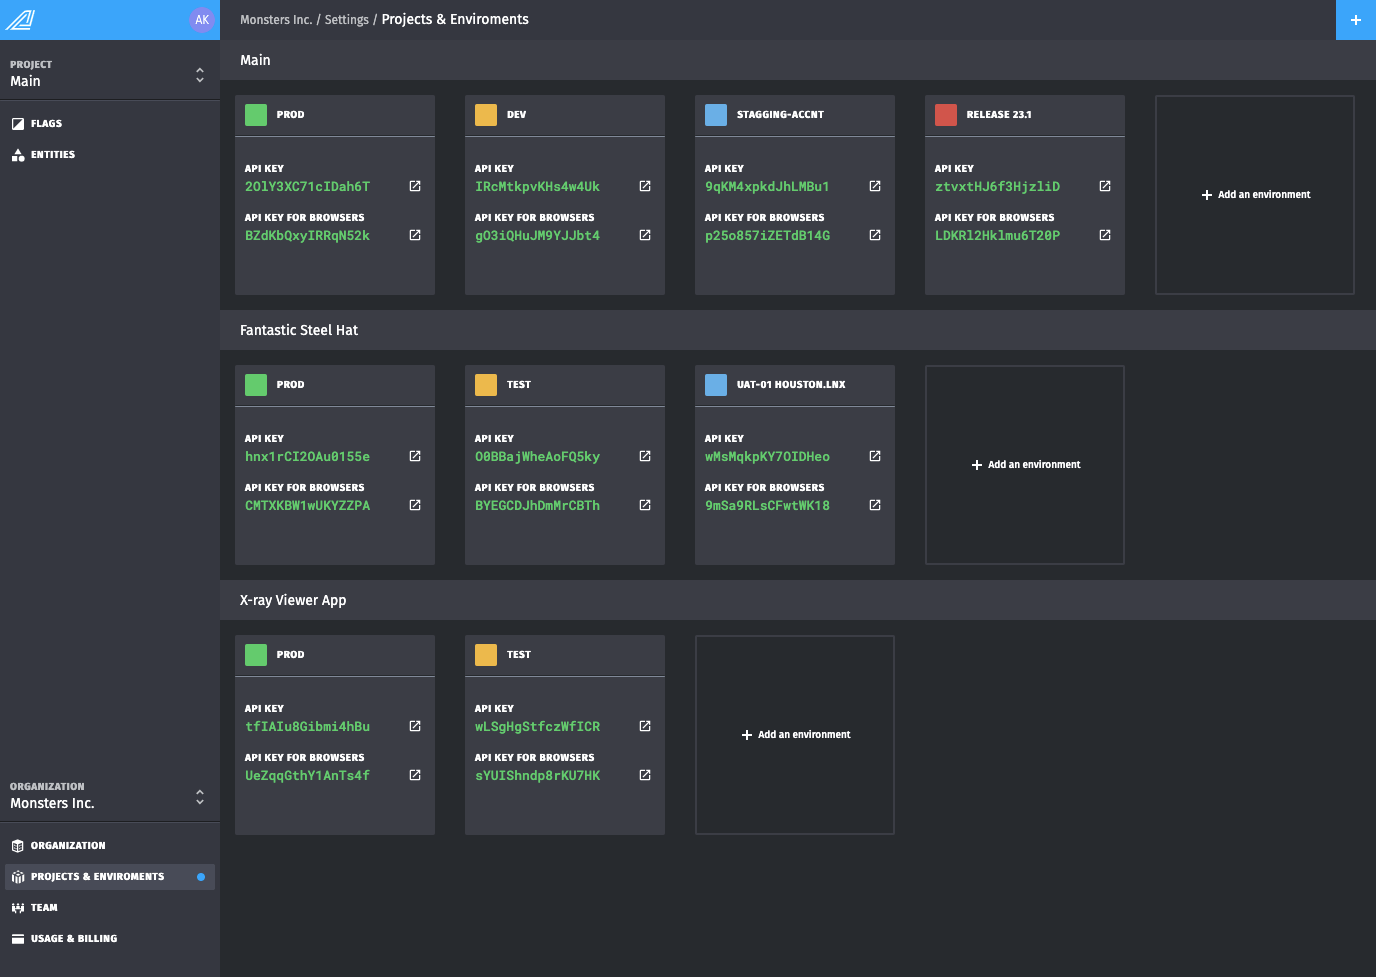 AK
Monsters Inc. / Settings / Projects & Enviroments
PROJECT
Main
FLAGS
ENTITIES
Main
PROD
API KEY
2OlY3XC71cIDah6T
API KEY FOR BROWSERS
BZdKbQxyIRRqN52k
DEV
API KEY
IRcMtkpvKHs4w4Uk
API KEY FOR BROWSERS
gO3iQHuJM9YJJbt4
STAGGING-ACCNT
API KEY
9qKM4xpkdJhLMBu1
API KEY FOR BROWSERS
p25o857iZETdB14G
RELEASE 23.1
API KEY
ztvxtHJ6f3HjzliD
API KEY FOR BROWSERS
LDKRl2Hklmu6T20P
Add an environment
Fantastic Steel Hat
PROD
API KEY
hnx1rCI2OAu0155e
API KEY FOR BROWSERS
CMTXKBW1wUKYZZPA
TEST
API KEY
O0BBajWheAoFQ5ky
API KEY FOR BROWSERS
BYEGCDJhDmMrCBTh
UAT-01 HOUSTON.LNX
API KEY
wMsMqkpKY7OIDHeo
API KEY FOR BROWSERS
9mSa9RLsCFwtWK18
Add an environment
X-ray Viewer App
PROD
API KEY
tfIAIu8Gibmi4hBu
API KEY FOR BROWSERS
UeZqqGthY1AnTs4f
TEST
API KEY
wLSgHgStfczWfICR
API KEY FOR BROWSERS
sYUIShndp8rKU7HK
Add an environment
ORGANIZATION
Monsters Inc.
ORGANIZATION
PROJECTS & ENVIROMENTS
TEAM
USAGE & BILLING